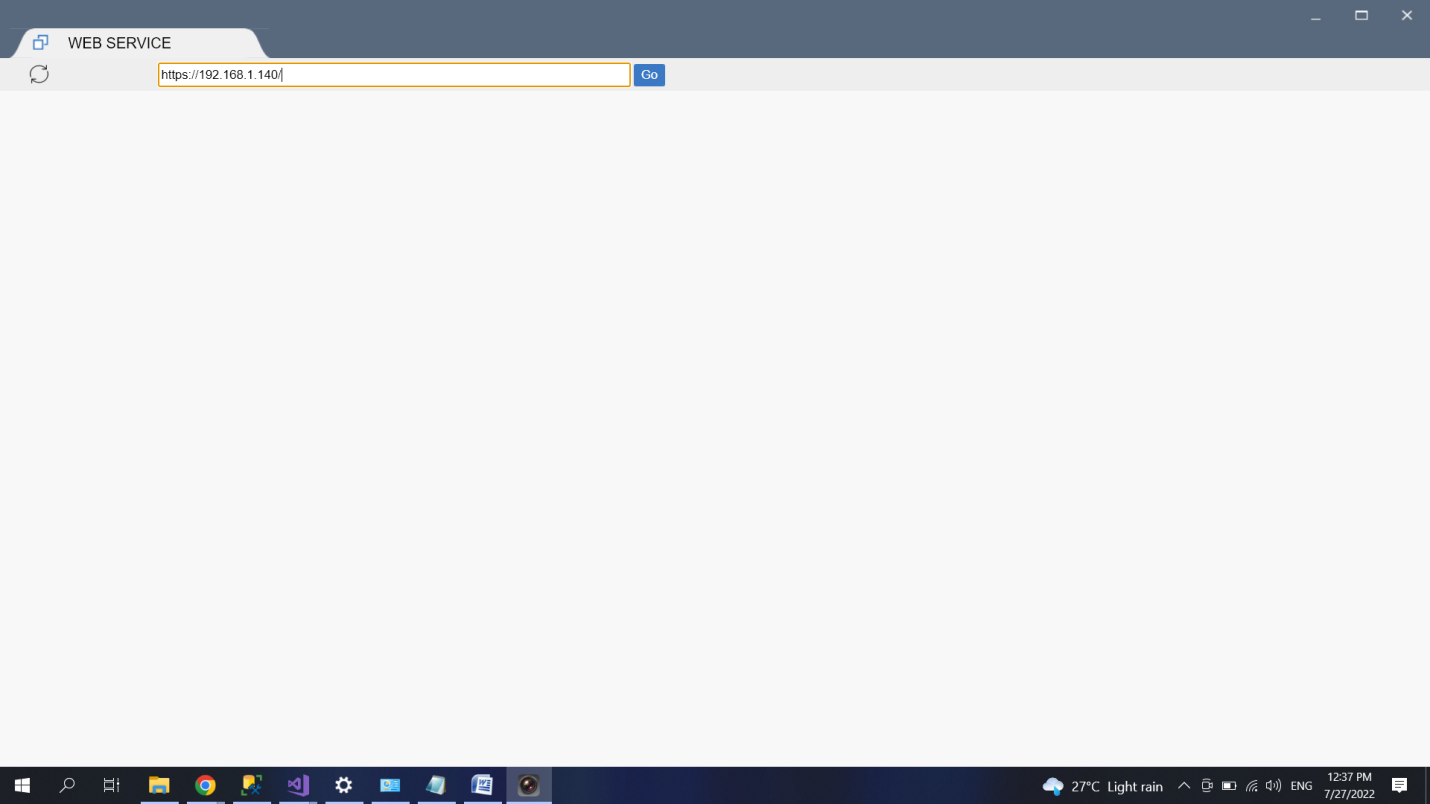 WEB SERVICE
https://192.168.1.140/
Go
27°C Light rain
ENG
12:37 PM
7/27/2022